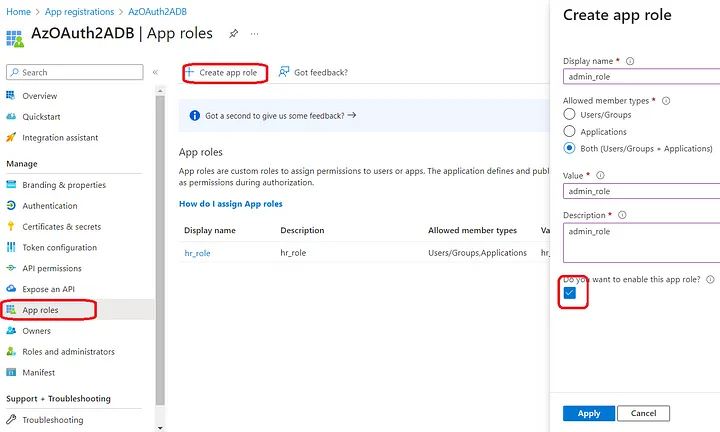 Home > App registrations > AzOAuth2ADB
AzOAuth2ADB | App roles
Search
Overview
Quickstart
Integration assistant
Manage
Branding & properties
Authentication
Certificates & secrets
Token configuration
API permissions
Expose an API
App roles
Owners
Roles and administrators
Manifest
Support + Troubleshooting
Troubleshooting
Create app role
Got feedback?
Got a second to give us some feedback?
App roles
App roles are custom roles to assign permissions to users or apps. The application defines and publ
as permissions during authorization.
How do I assign App roles
Display name Description Allowed member types Va
hr_role hr_role Users/Groups,Applications hr_
Create app role
Display name *
admin_role
Allowed member types *
Users/Groups
Applications
Both (Users/Groups + Applications)
Value *
admin_role
Description *
admin_role
Do you want to enable this app role?
Apply Cancel